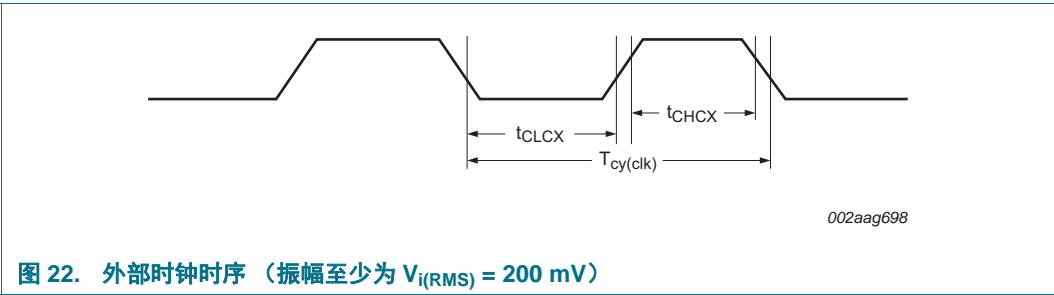 tCHCX
tCLCX
Tcy(clk)
002aag698
图 22. 外部时钟时序 （振幅至少为 Vi(RMS) = 200 mV）